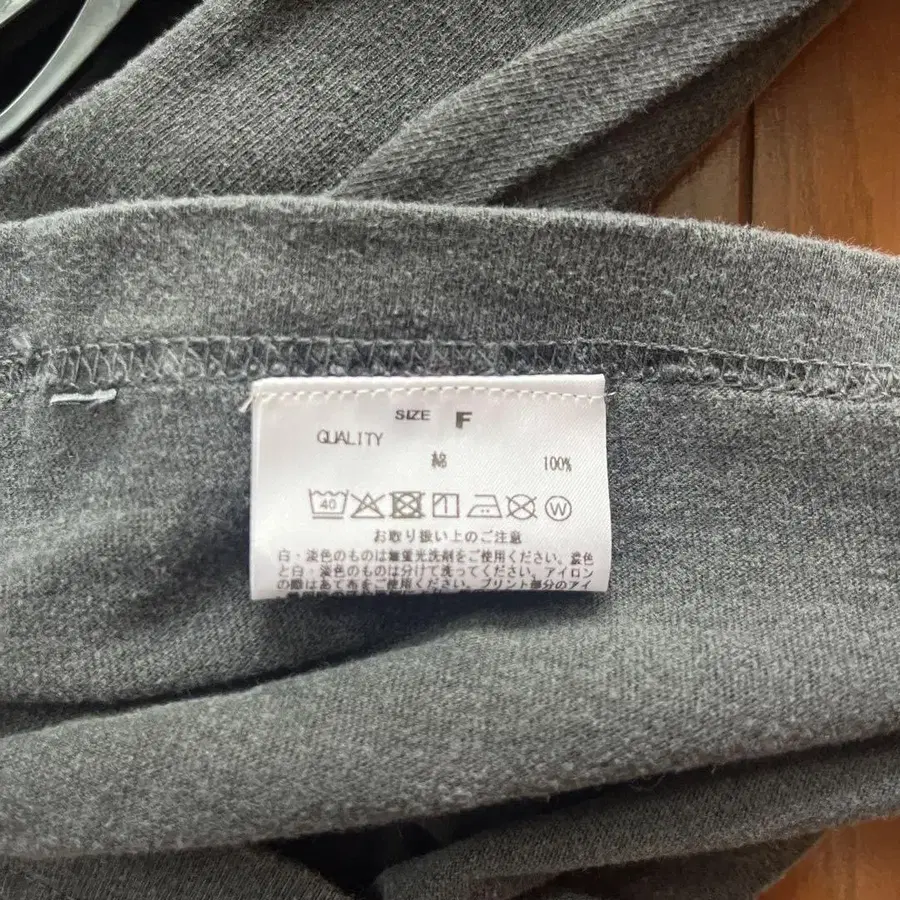 SIZE F
QUALITY
綿 100%
40 W
お取り扱い上のご注意
白・淡色のものは無蛍光洗剤をご使用ください。濃色
と白・淡色のものは分けて洗ってください。アイロン
の際はあて布をご使用ください。プリント部分のアイ